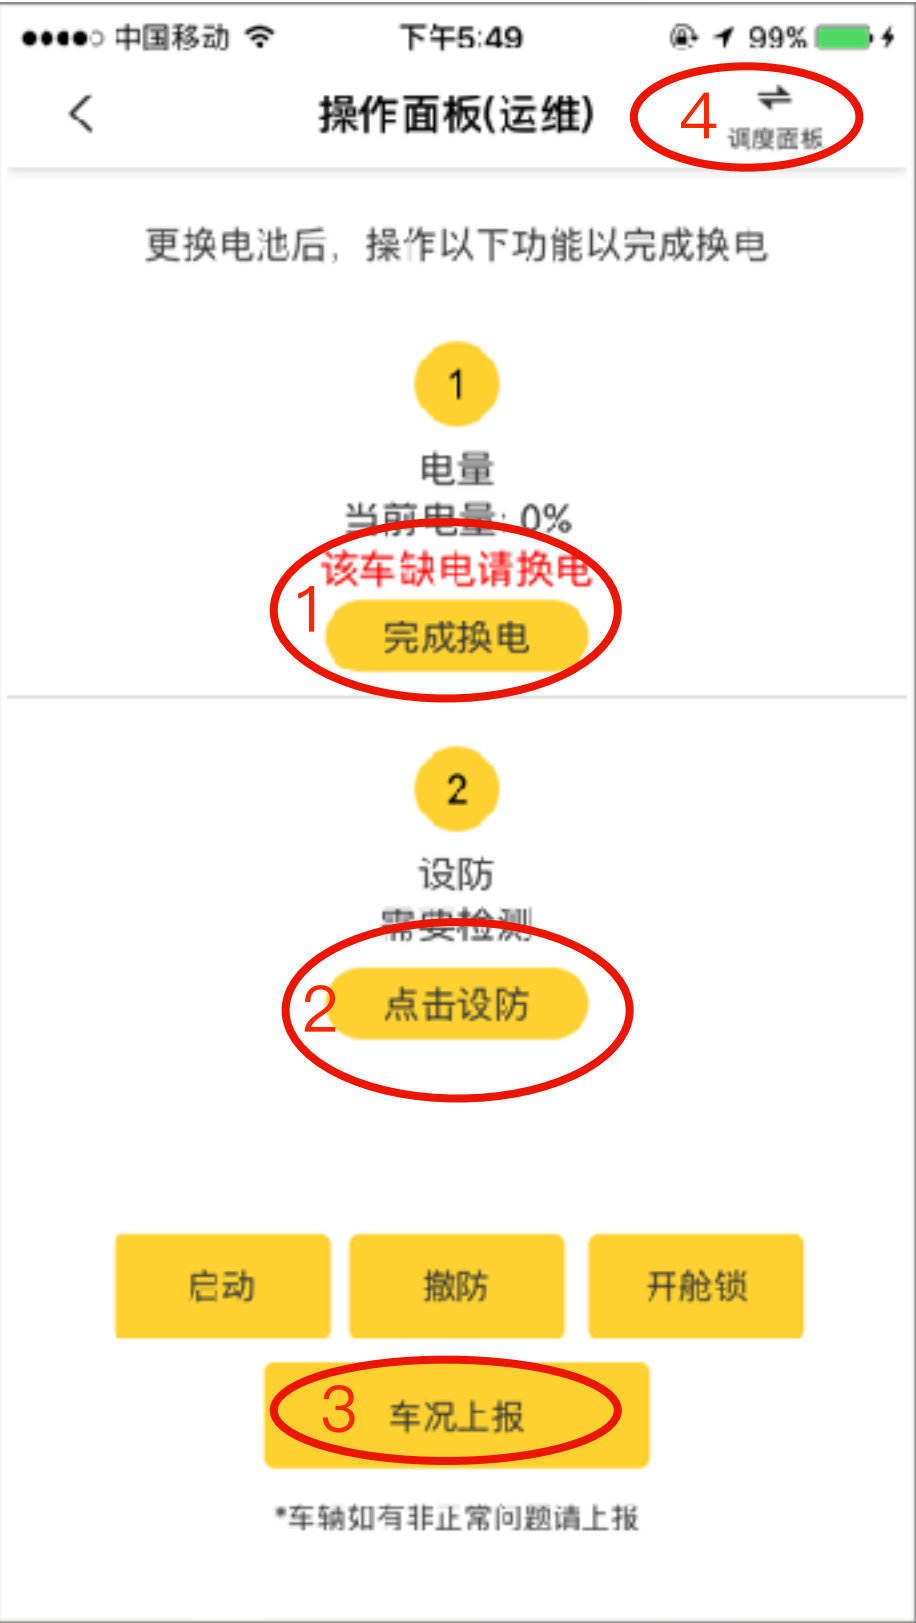 中国移动 下午5:49 99%
操作面板(运维) 4 调度面板
更换电池后，操作以下功能以完成换电
1
电量
当前电量: 0%
该车缺电请换电
1 完成换电
2
设防
需要检测
2 点击设防
启动 撤防 开舱锁
3 车况上报
*车辆如有非正常问题请上报